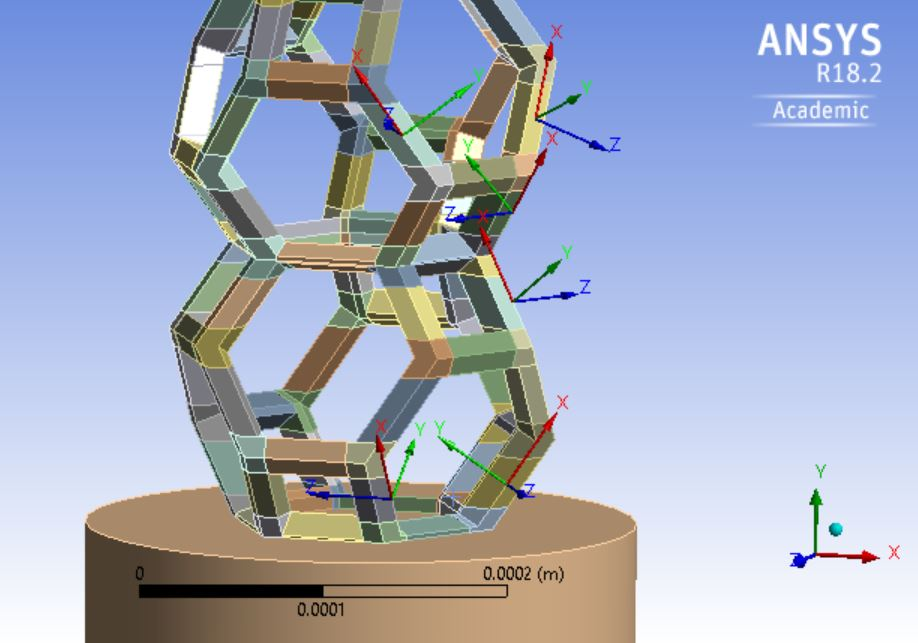 ANSYS
R18.2
Academic
X
Y
X
Y
Z
Z
X
Y
Z
X
Y
Z
X
Y
Z
X
X
Y
Y
Z
Z
Y
X
Z
0
0.0002 (m)
0.0001